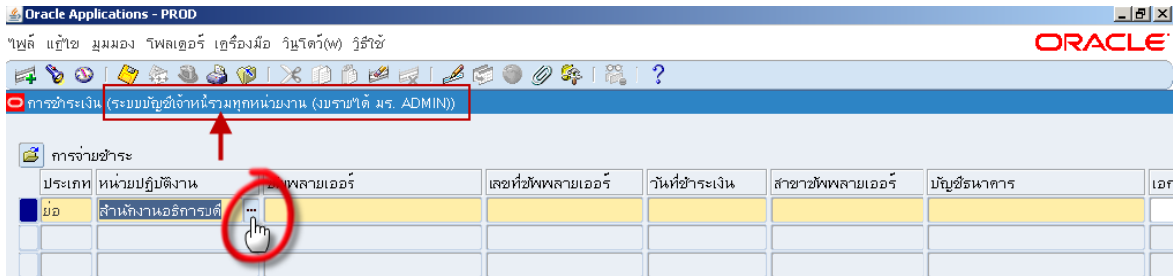 Oracle Applications - PROD
ไฟล์ แก้ไข มุมมอง โฟลเดอร์ เครื่องมือ วินโดว์(w) วิธีใช้
ORACLE
การชำระเงิน (ระบบบัญชีเจ้าหนี้รวมทุกหน่วยงาน (งบรายได้ มร. ADMIN))
การจ่ายชำระ
ประเภท หน่วยปฏิบัติงาน ซัพพลายเออร์ เลขที่ซัพพลายเออร์ วันที่ชำระเงิน สาขาซัพพลายเออร์ บัญชีธนาคาร เอก
ย่อ สำนักงานอธิการบดี ...